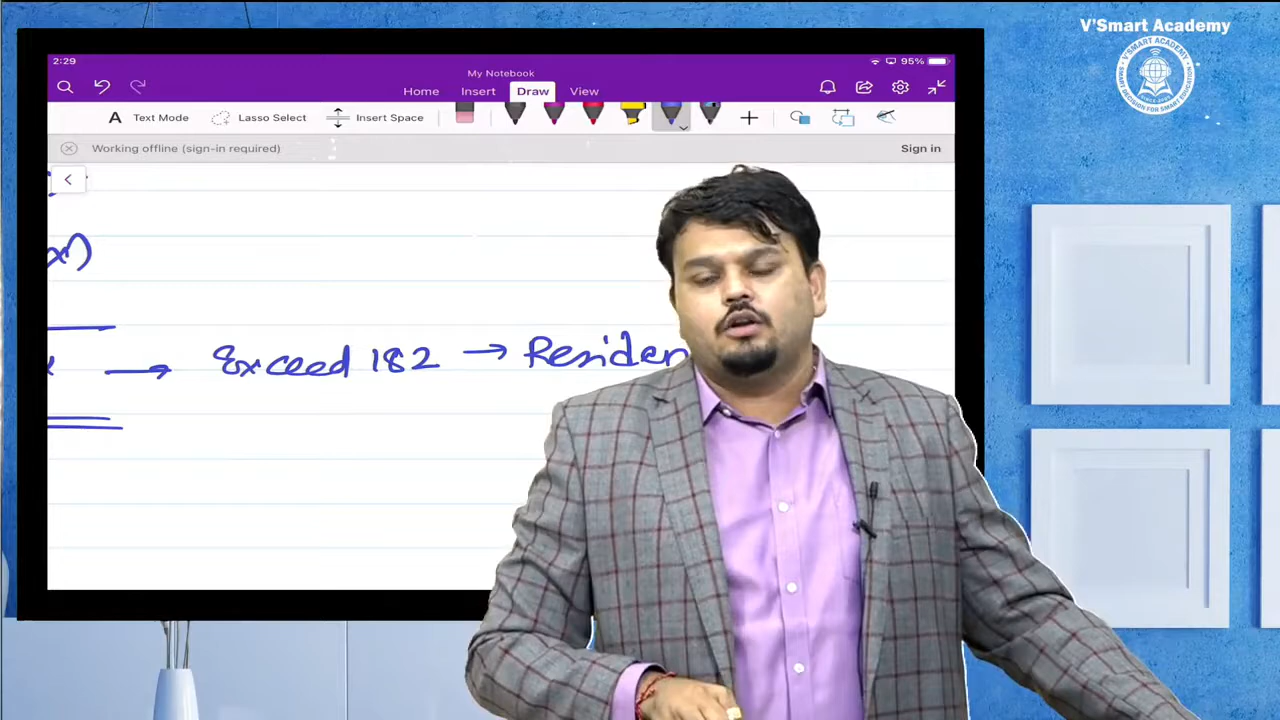 V'Smart Academy
2:29
95%
My Notebook
Home Insert Draw View
Text Mode Lasso Select Insert Space
Working offline (sign-in required) Sign in
Exceed 182 → Residen